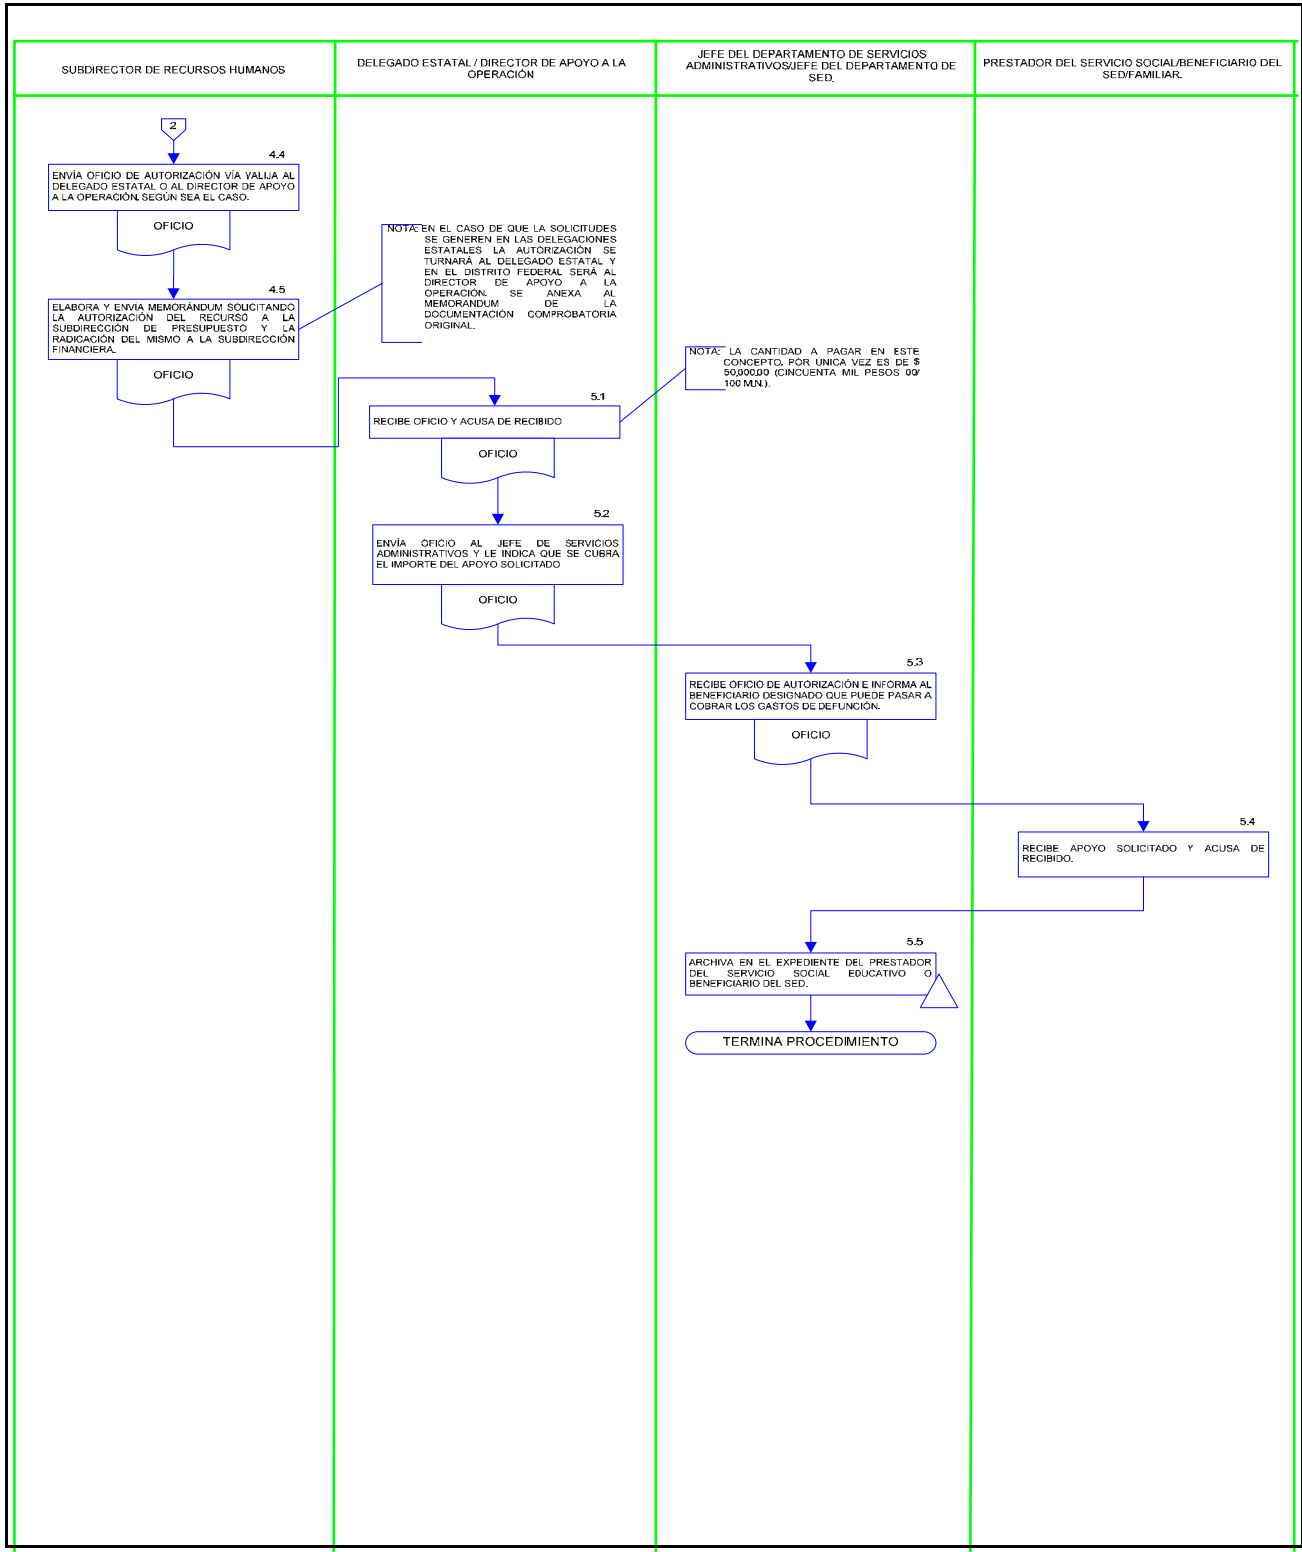 SUBDIRECTOR DE RECURSOS HUMANOS
DELEGADO ESTATAL / DIRECTOR DE APOYO A LA
OPERACIÓN
JEFE DEL DEPARTAMENTO DE SERVICIOS
ADMINISTRATIVOS/JEFE DEL DEPARTAMENTO DE
SED.
PRESTADOR DEL SERVICIO SOCIAL/BENEFICIARIO DEL
SED/FAMILIAR.
2
4.4
ENVÍA OFICIO DE AUTORIZACIÓN VÍA VALIJA AL
DELEGADO ESTATAL O AL DIRECTOR DE APOYO
A LA OPERACIÓN, SEGÚN SEA EL CASO.
OFICIO
NOTA: EN EL CASO DE QUE LA SOLICITUDES
SE GENEREN EN LAS DELEGACIONES
ESTATALES LA AUTORIZACIÓN SE
TURNARÁ AL DELEGADO ESTATAL Y
EN EL DISTRITO FEDERAL SERÁ AL
DIRECTOR DE APOYO A LA
OPERACIÓN. SE ANEXA AL
MEMORANDUM DE LA
DOCUMENTACIÓN COMPROBATORIA
ORIGINAL.
4.5
ELABORA Y ENVIA MEMORÁNDUM SOLICITANDO
LA AUTORIZACIÓN DEL RECURSO A LA
SUBDIRECCIÓN DE PRESUPUESTO Y LA
RADICACIÓN DEL MISMO A LA SUBDIRECCIÓN
FINANCIERA.
OFICIO
NOTA: LA CANTIDAD A PAGAR EN ESTE
CONCEPTO, POR ÚNICA VEZ ES DE $
50,000.00 (CINCUENTA MIL PESOS 00/
100 M.N.).
5.1
RECIBE OFICIO Y ACUSA DE RECIBIDO
OFICIO
5.2
ENVÍA OFICIO AL JEFE DE SERVICIOS
ADMINISTRATIVOS Y LE INDICA QUE SE CUBRA
EL IMPORTE DEL APOYO SOLICITADO
OFICIO
5.3
RECIBE OFICIO DE AUTORIZACIÓN E INFORMA AL
BENEFICIARIO DESIGNADO QUE PUEDE PASAR A
COBRAR LOS GASTOS DE DEFUNCIÓN.
OFICIO
5.4
RECIBE APOYO SOLICITADO Y ACUSA DE
RECIBIDO.
5.5
ARCHIVA EN EL EXPEDIENTE DEL PRESTADOR
DEL SERVICIO SOCIAL EDUCATIVO O
BENEFICIARIO DEL SED.
TERMINA PROCEDIMIENTO